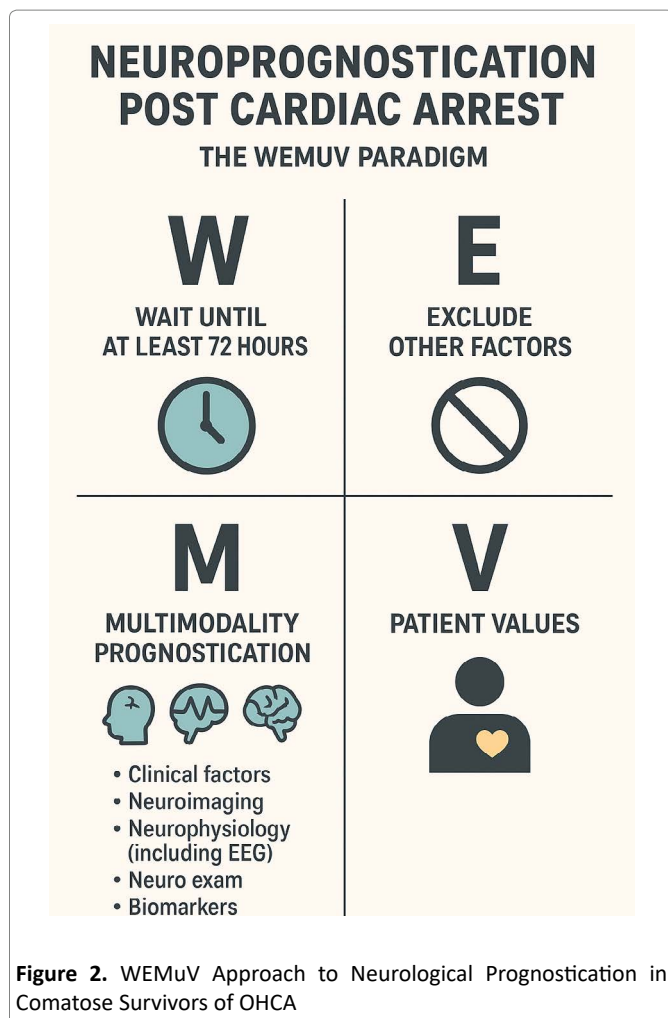 NEUROPROGNOSTICATION
POST CARDIAC ARREST
THE WEMUV PARADIGM
W
WAIT UNTIL
AT LEAST 72 HOURS
E
EXCLUDE
OTHER FACTORS
M
MULTIMODALITY
PROGNOSTICATION
• Clinical factors
• Neuroimaging
• Neurophysiology
(including EEG)
• Neuro exam
• Biomarkers
V
PATIENT VALUES
Figure 2. WEMuV Approach to Neurological Prognostication in
Comatose Survivors of OHCA